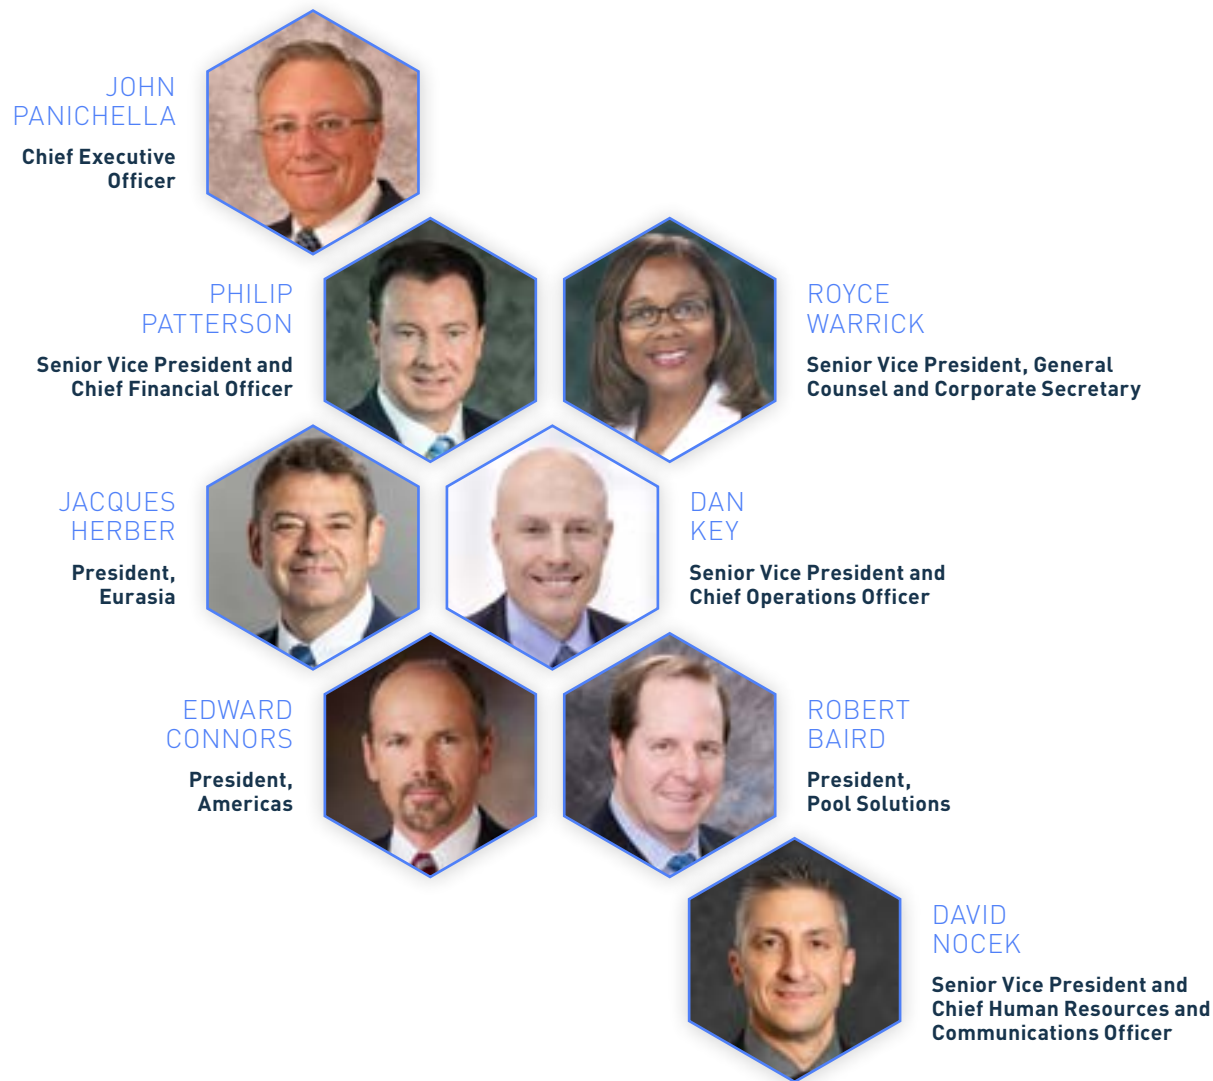 JOHN
PANICHELLA
Chief Executive
Officer
PHILIP
PATTERSON
Senior Vice President and
Chief Financial Officer
ROYCE
WARRICK
Senior Vice President, General
Counsel and Corporate Secretary
JACQUES
HERBER
President,
Eurasia
DAN
KEY
Senior Vice President and
Chief Operations Officer
EDWARD
CONNORS
President,
Americas
ROBERT
BAIRD
President,
Pool Solutions
DAVID
NOCEK
Senior Vice President and
Chief Human Resources and
Communications Officer